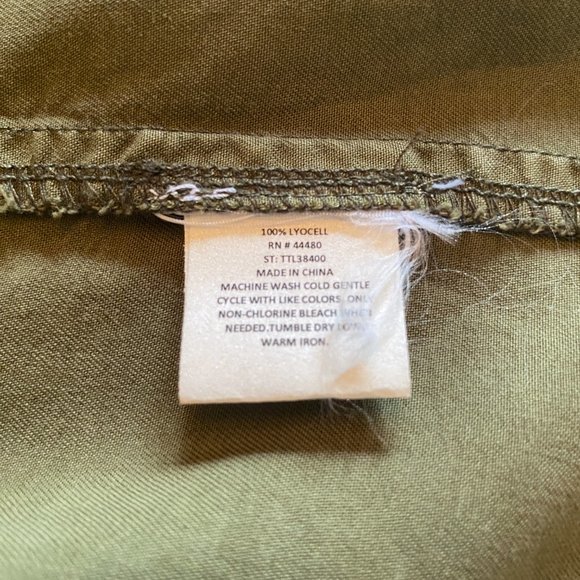 100% LYOCELL
RN # 44480
ST: TTL38400
MADE IN CHINA
MACHINE WASH COLD GENTLE
CYCLE WITH LIKE COLORS. ONLY
NON-CHLORINE BLEACH WHEN
NEEDED.TUMBLE DRY LOW.
WARM IRON.